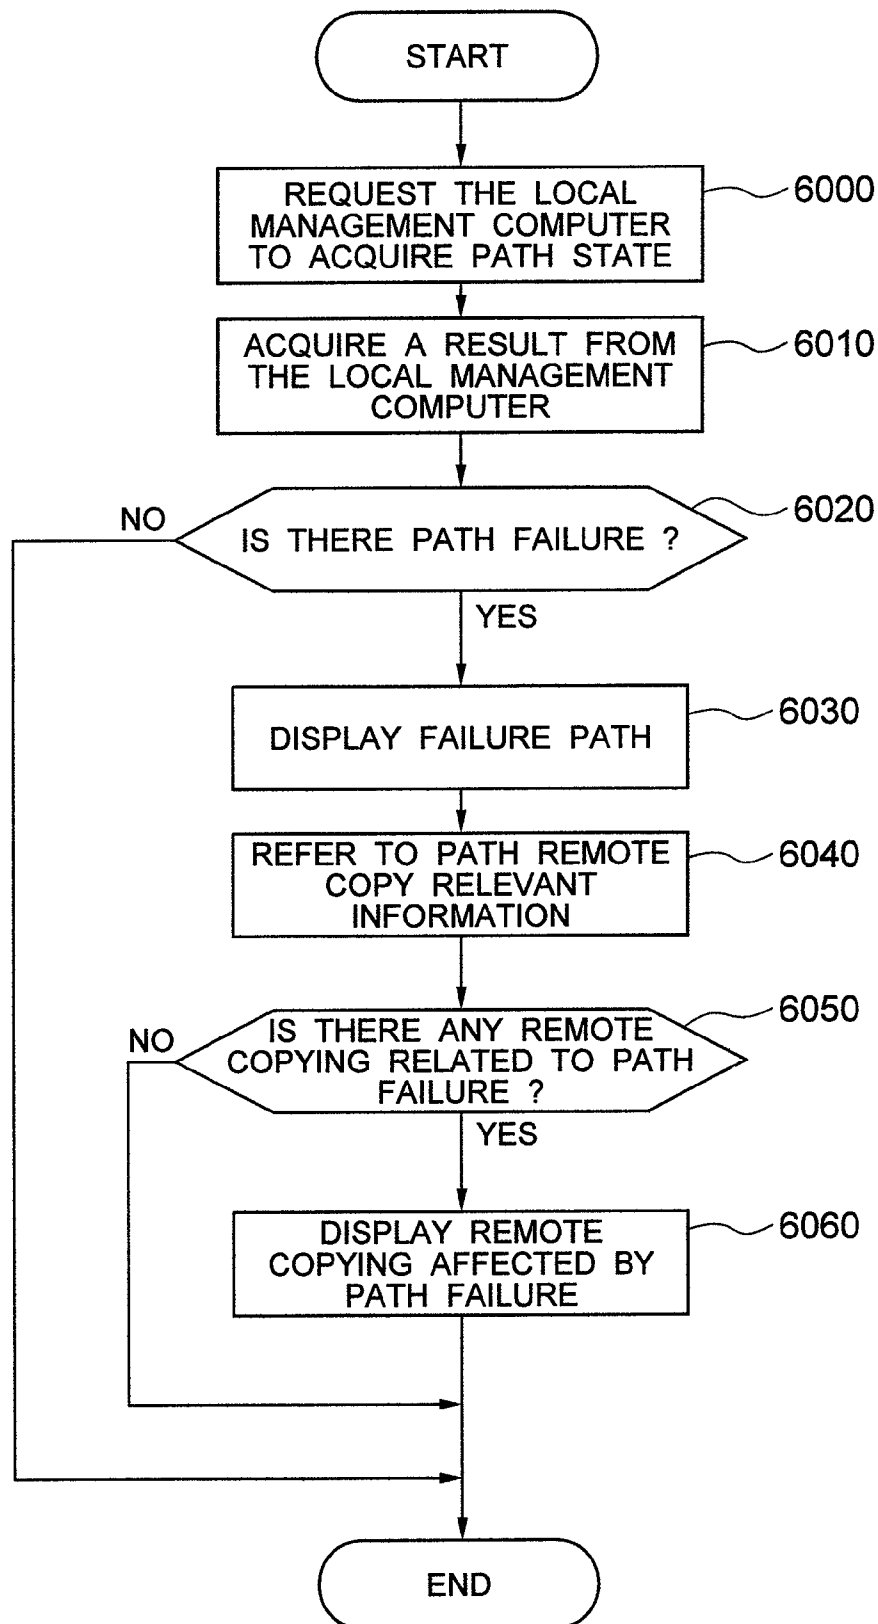 START
REQUEST THE LOCAL
MANAGEMENT COMPUTER
TO ACQUIRE PATH STATE
6000
ACQUIRE A RESULT FROM
THE LOCAL MANAGEMENT
COMPUTER
6010
IS THERE PATH FAILURE ?
6020
NO
YES
DISPLAY FAILURE PATH
6030
REFER TO PATH REMOTE
COPY RELEVANT
INFORMATION
6040
IS THERE ANY REMOTE
COPYING RELATED TO PATH
FAILURE ?
6050
NO
YES
DISPLAY REMOTE
COPYING AFFECTED BY
PATH FAILURE
6060
END